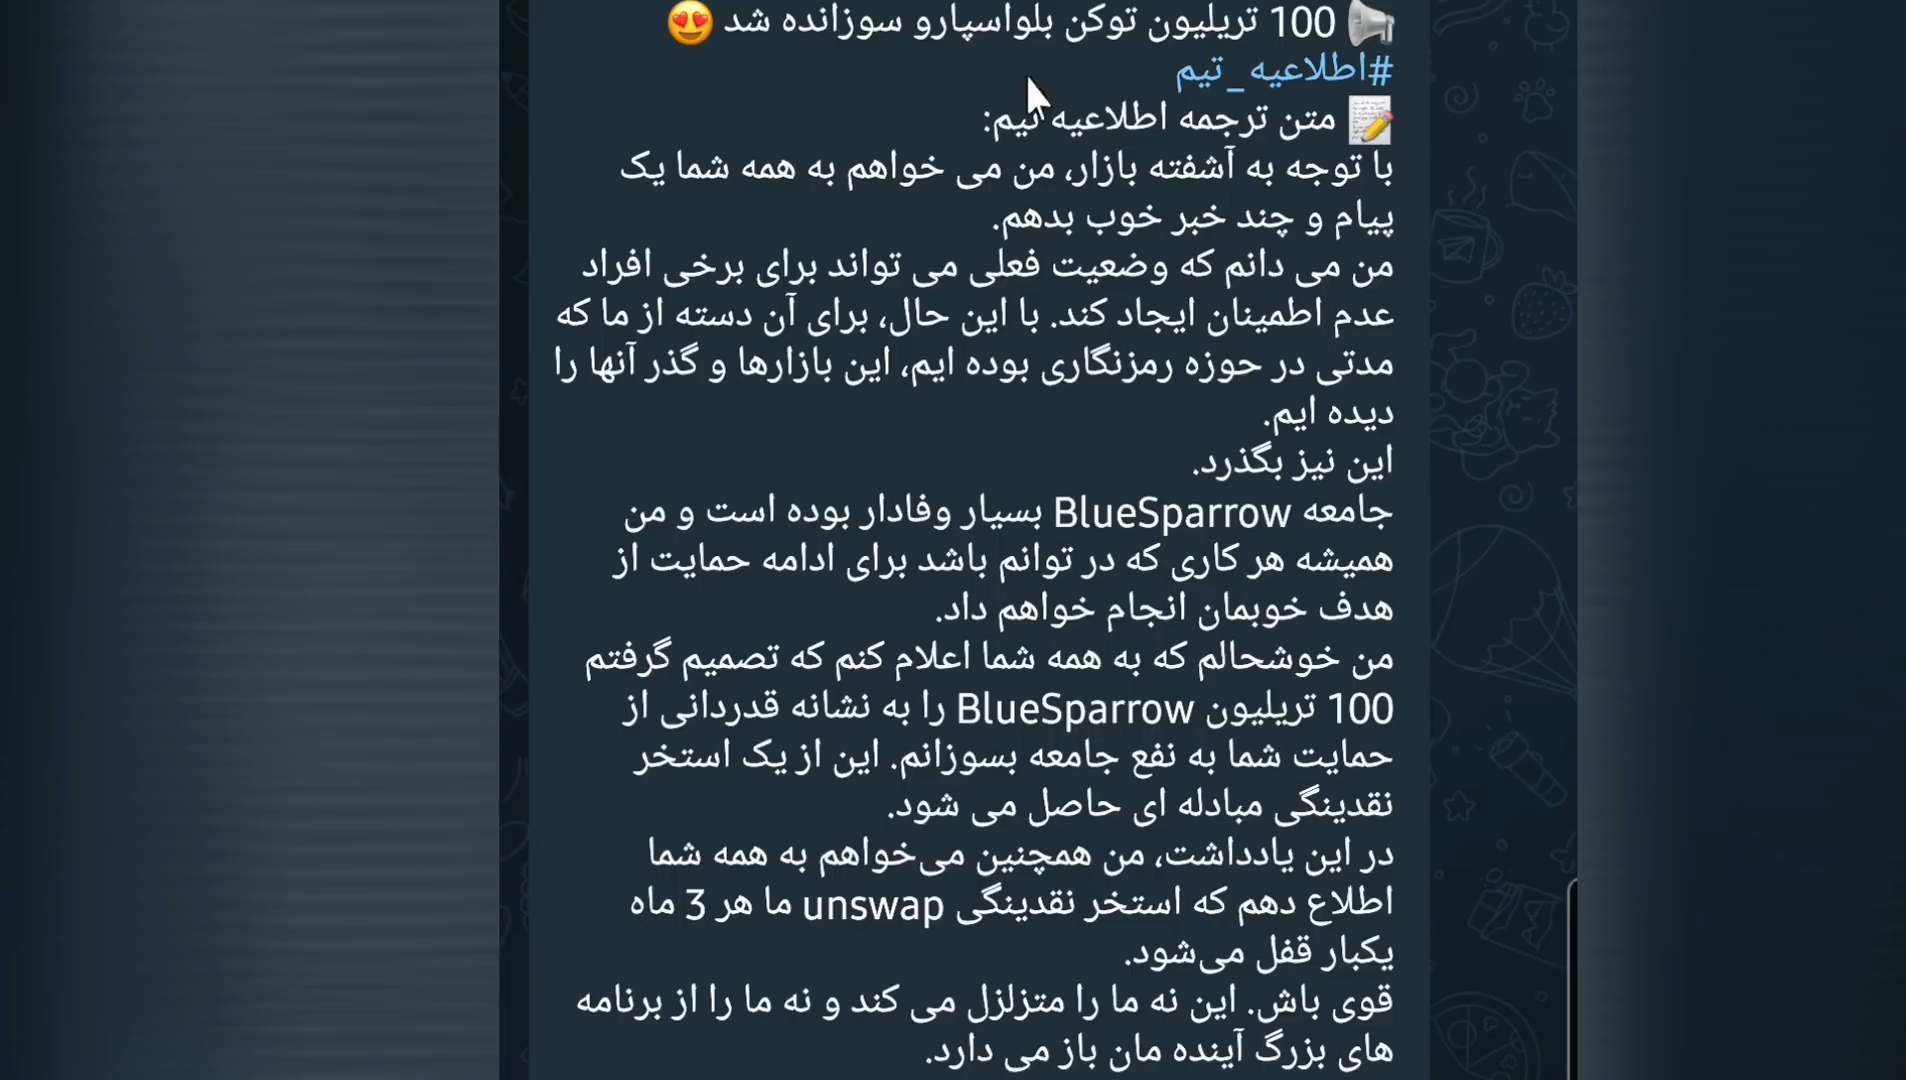 100 تریلیون توکن بلواسپارو سوزانده شد
#اطلاعیه_تیم
متن ترجمه اطلاعیه تیم:
با توجه به آشفته بازار، من می خواهم به همه شما یک
پیام و چند خبر خوب بدهم.
من می دانم که وضعیت فعلی می تواند برای برخی افراد
عدم اطمینان ایجاد کند. با این حال، برای آن دسته از ما که
مدتی در حوزه رمزنگاری بوده ایم، این بازارها و گذر آنها را
دیده ایم.
این نیز بگذرد.
جامعه BlueSparrow بسیار وفادار بوده است و من
همیشه هر کاری که در توانم باشد برای ادامه حمایت از
هدف خوبمان انجام خواهم داد.
من خوشحالم که به همه شما اعلام کنم که تصمیم گرفتم
100 تریلیون BlueSparrow را به نشانه قدردانی از
حمایت شما به نفع جامعه بسوزانم. این از یک استخر
نقدینگی مبادله ای حاصل می شود.
در این یادداشت، من همچنین می‌خواهم به همه شما
اطلاع دهم که استخر نقدینگی unswap ما هر 3 ماه
یکبار قفل می‌شود.
قوی باش. این نه ما را متزلزل می کند و نه ما را از برنامه
های بزرگ آینده مان باز می دارد.